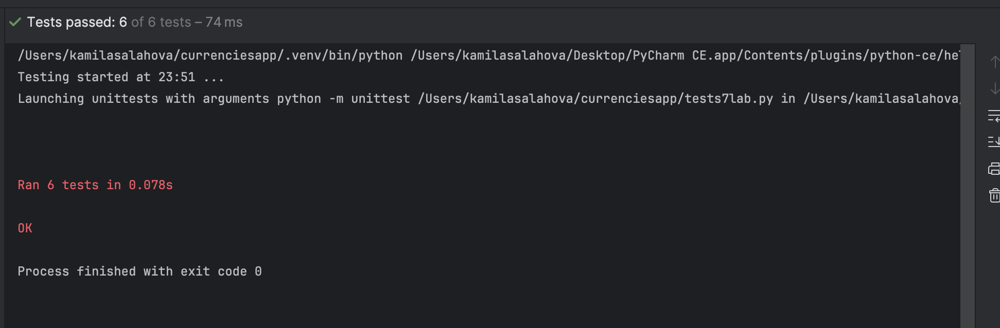 Tests passed: 6 of 6 tests – 74 ms
/Users/kamilasalahova/currenciesapp/.venv/bin/python /Users/kamilasalahova/Desktop/PyCharm CE.app/Contents/plugins/python-ce/he
Testing started at 23:51 ...
Launching unittests with arguments python -m unittest /Users/kamilasalahova/currenciesapp/tests7lab.py in /Users/kamilasalahova/
Ran 6 tests in 0.078s
OK
Process finished with exit code 0